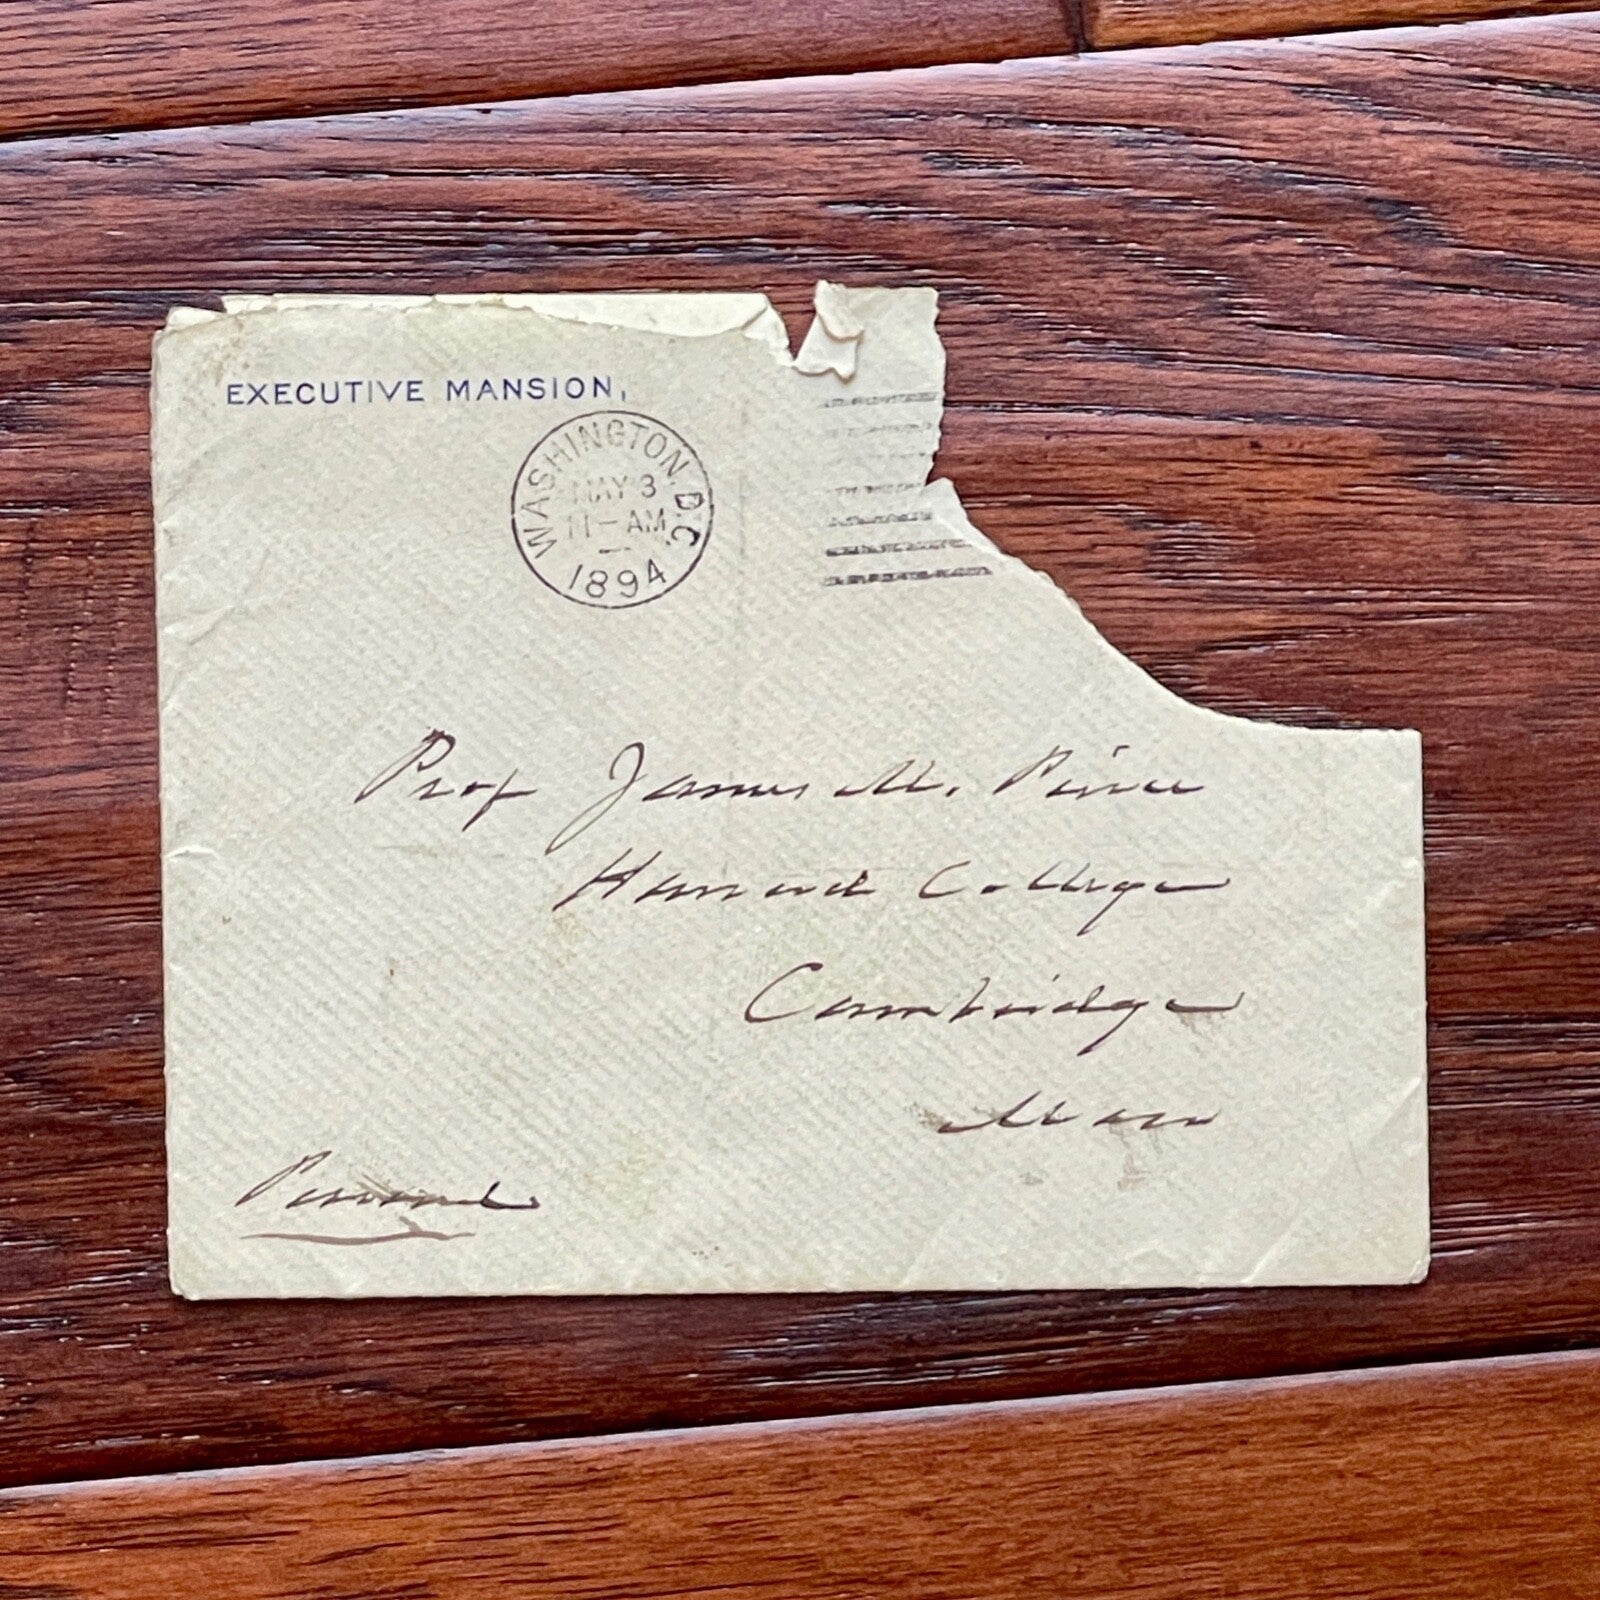 EXECUTIVE MANSION,
WASHINGTON, D.C.
MAY 3
11-AM
1894
Prof James M. Peirce
Harvard College
Cambridge
Mass
Personal